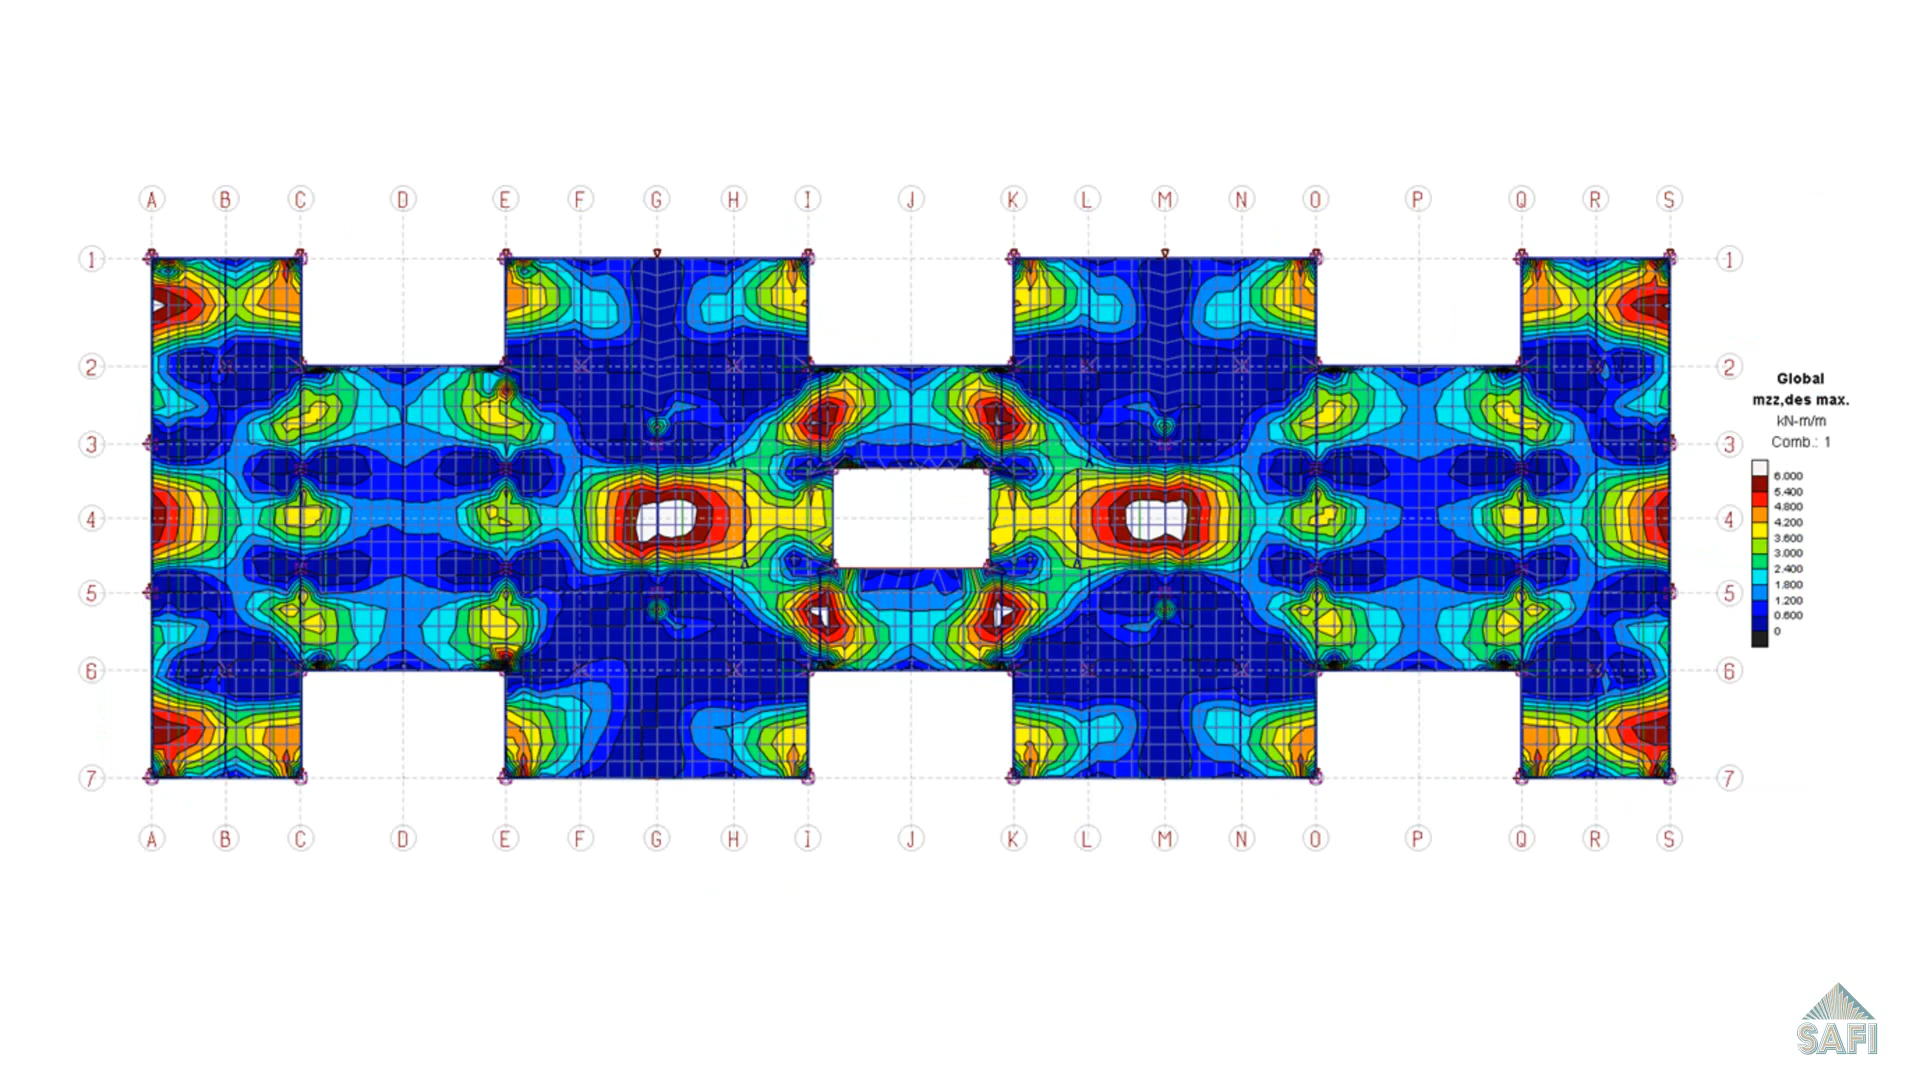 A B C D E F G H I J K L M N O P Q R S
1 1
2 2
Global
mzz,des max.
kN-m/m
3 3
Comb.: 1
6.000
5.400
4.800
4 4
4.200
3.600
3.000
2.400
1.800
5 5
1.200
0.600
0
6 6
7 7
A B C D E F G H I J K L M N O P Q R S
SAFI